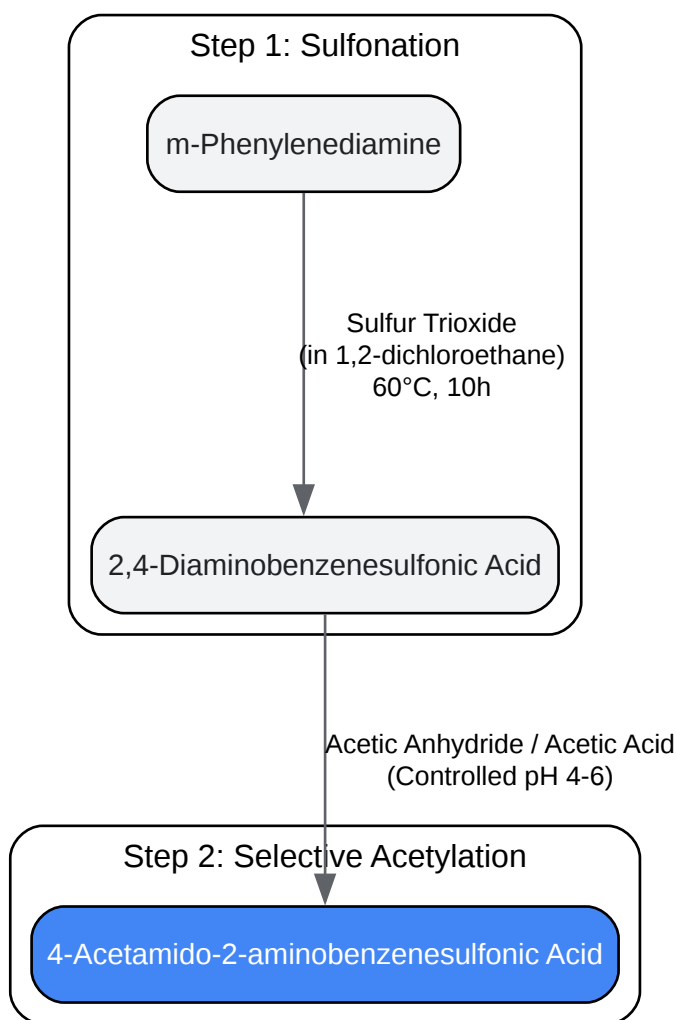 Step 1: Sulfonation
m-Phenylenediamine
Sulfur Trioxide
(in 1,2-dichloroethane)
60°C, 10h
2,4-Diaminobenzenesulfonic Acid
Acetic Anhydride / Acetic Acid
(Controlled pH 4-6)
Step 2: Selective Acetylation
4-Acetamido-2-aminobenzenesulfonic Acid